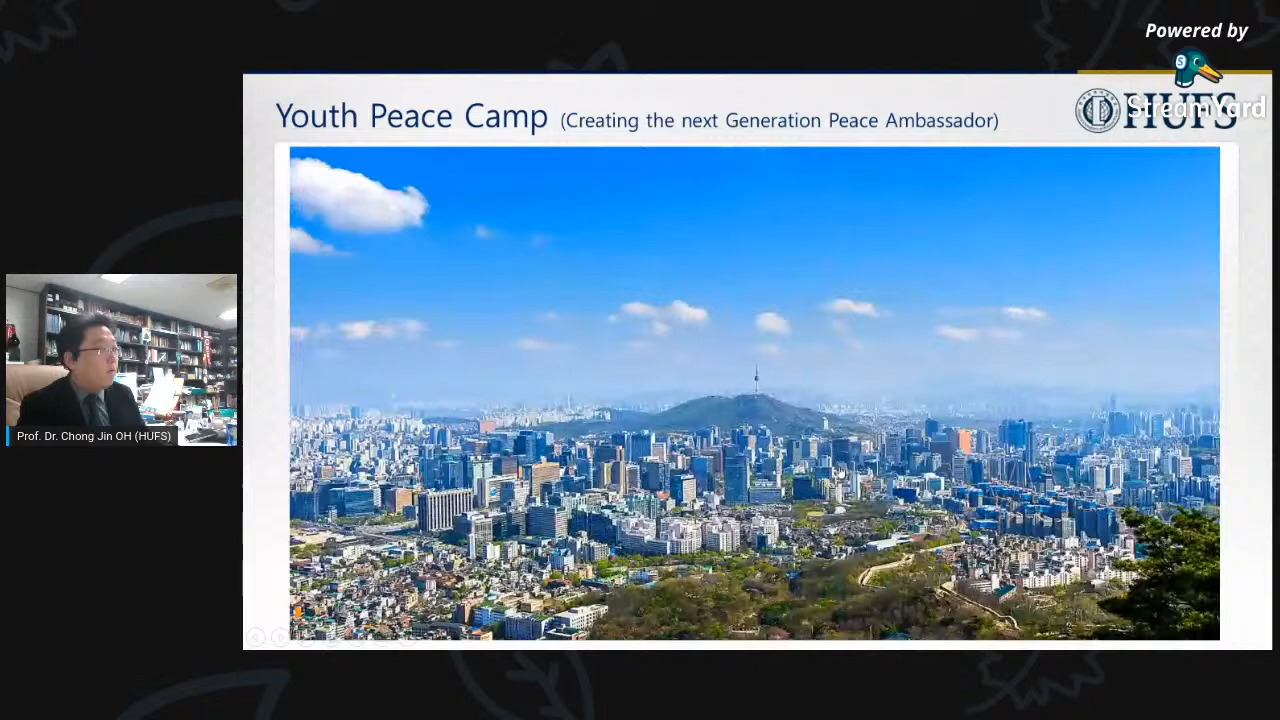 Powered by
StreamYard
Youth Peace Camp (Creating the next Generation Peace Ambassador)
HUFS
Prof. Dr. Chong Jin OH (HUFS)